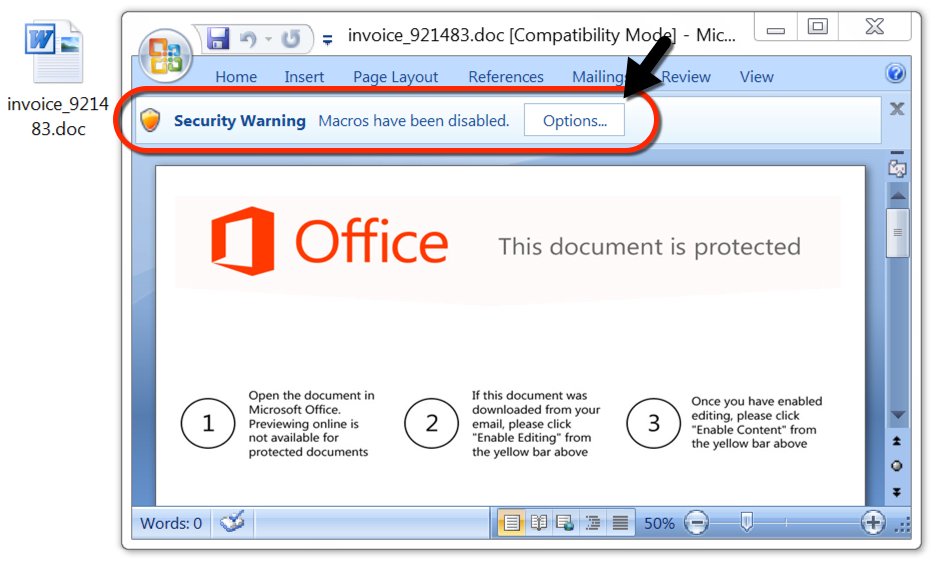 invoice_9214
83.doc
invoice_921483.doc [Compatibility Mode] - Mic...
Home Insert Page Layout References Mailings Review View
Security Warning Macros have been disabled. Options...
Office This document is protected
1
Open the document in
Microsoft Office.
Previewing online is
not available for
protected documents
2
If this document was
downloaded from your
email, please click
"Enable Editing" from
the yellow bar above
3
Once you have enabled
editing, please click
"Enable Content" from
the yellow bar above
Words: 0 50%